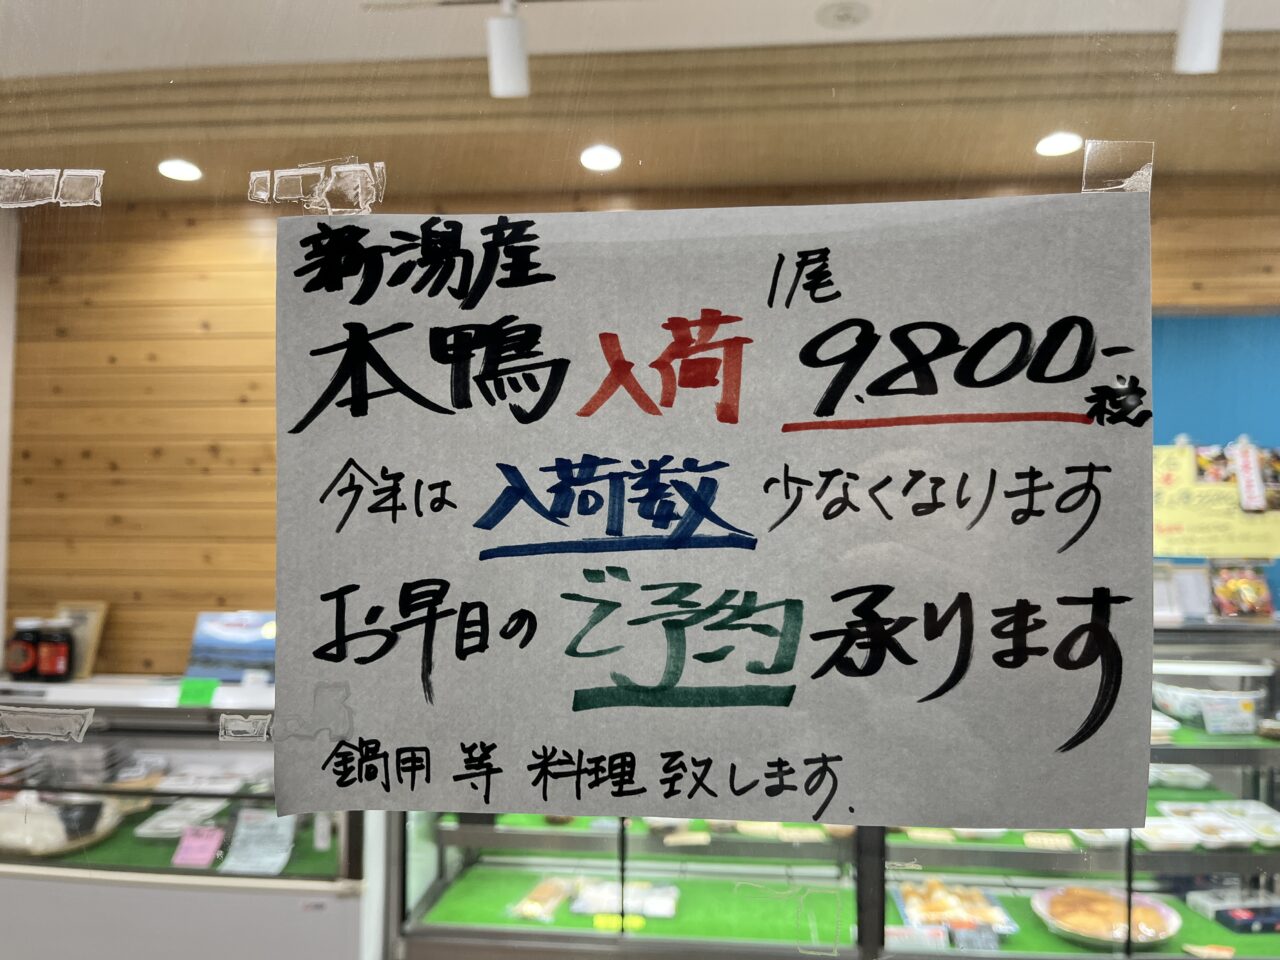 新潟産
本鴨入荷 1尾 9.800-税
今年は入荷数少なくなります
お早目のご予約承ります
鍋用等料理致します.